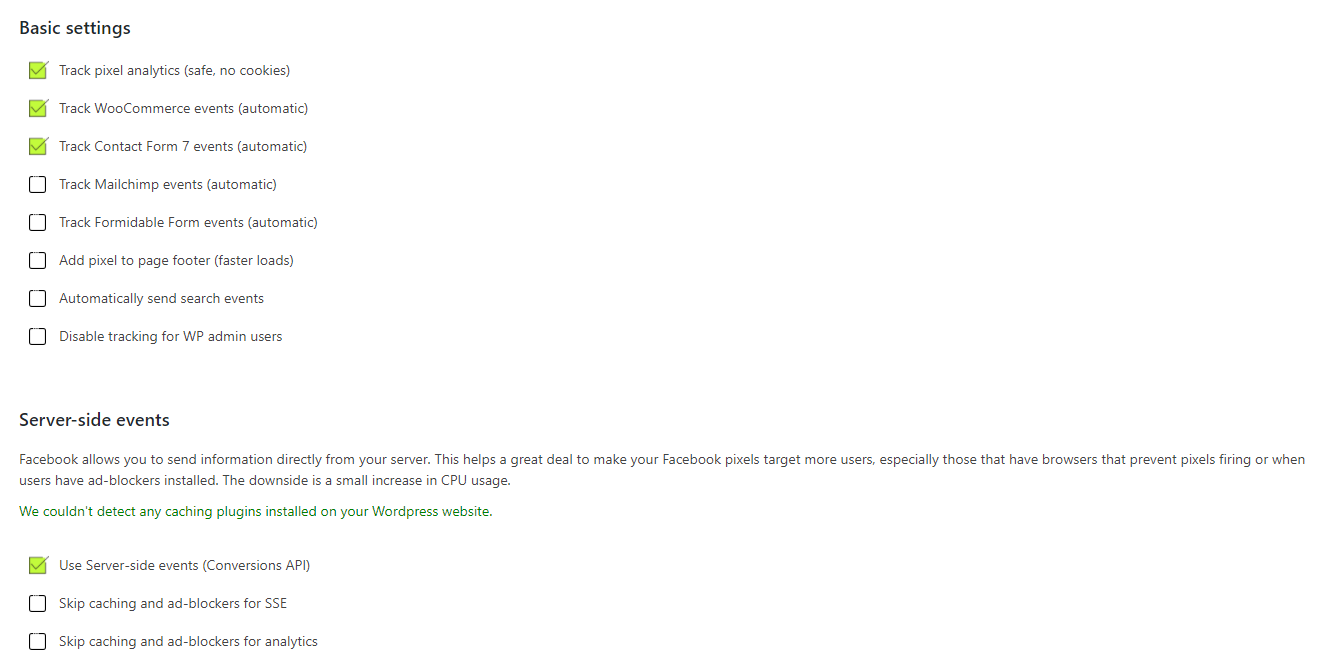 Basic settings
Track pixel analytics (safe, no cookies)
Track WooCommerce events (automatic)
Track Contact Form 7 events (automatic)
Track Mailchimp events (automatic)
Track Formidable Form events (automatic)
Add pixel to page footer (faster loads)
Automatically send search events
Disable tracking for WP admin users
Server-side events
Facebook allows you to send information directly from your server. This helps a great deal to make your Facebook pixels target more users, especially those that have browsers that prevent pixels firing or when
users have ad-blockers installed. The downside is a small increase in CPU usage.
We couldn't detect any caching plugins installed on your Wordpress website.
Use Server-side events (Conversions API)
Skip caching and ad-blockers for SSE
Skip caching and ad-blockers for analytics